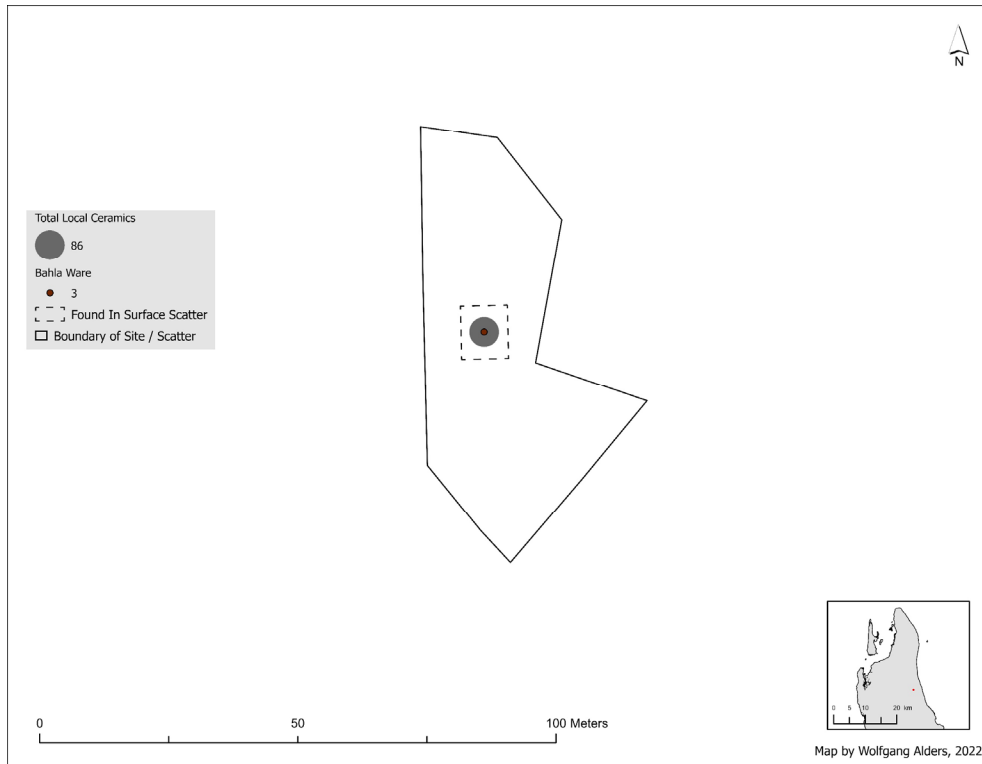 N
Total Local Ceramics
86
Bahla Ware
3
Found In Surface Scatter
Boundary of Site / Scatter
0 50 100 Meters
0 5 10 20 km
Map by Wolfgang Alders, 2022